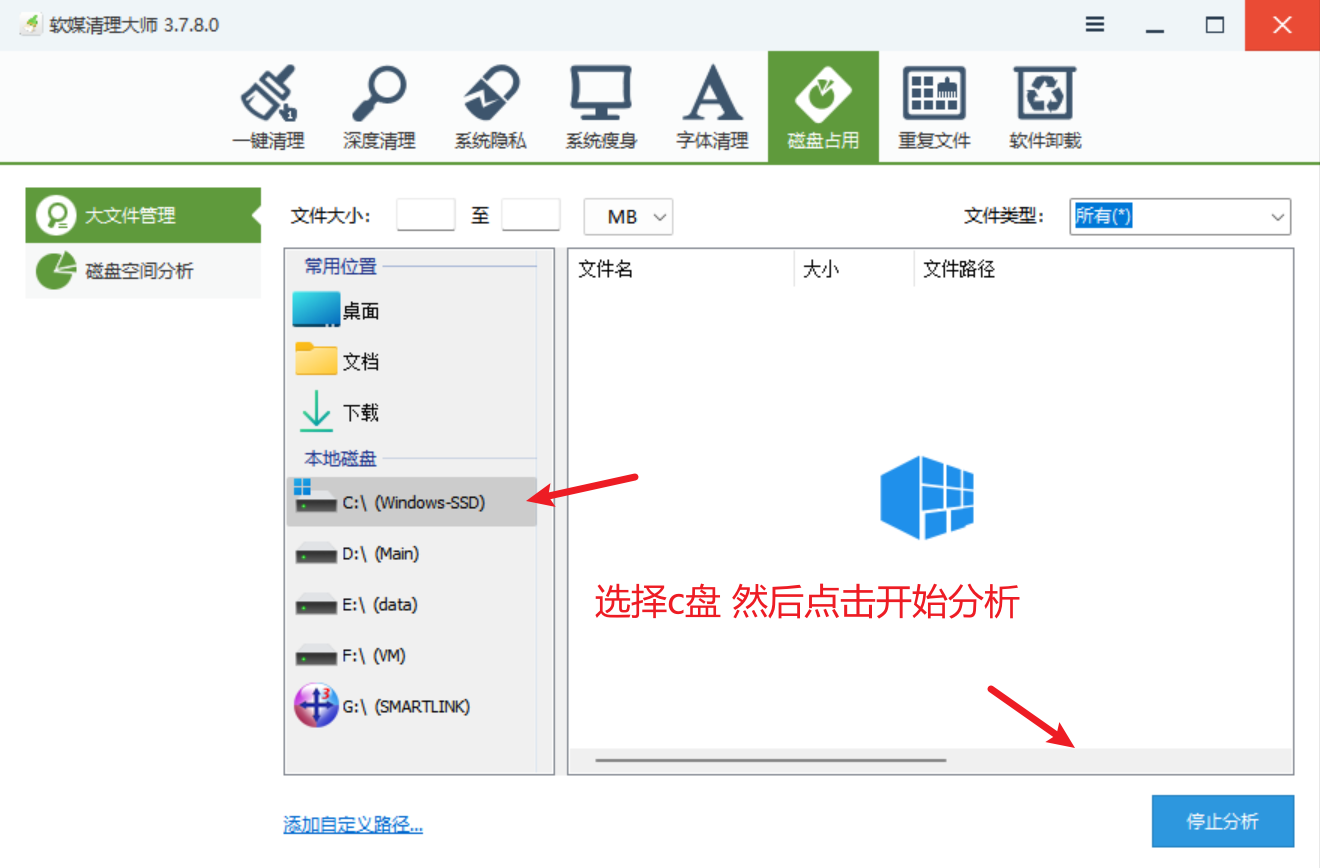 软媒清理大师 3.7.8.0
一键清理 深度清理 系统隐私 系统瘦身 字体清理 磁盘占用 重复文件 软件卸载
大文件管理
磁盘空间分析
文件大小: 至 MB 文件类型: 所有(*)
常用位置
桌面
文档
下载
本地磁盘
C:\ (Windows-SSD)
D:\ (Main)
E:\ (data)
F:\ (VM)
3
G:\ (SMARTLINK)
文件名 大小 文件路径
选择c盘 然后点击开始分析
添加自定义路径...
停止分析